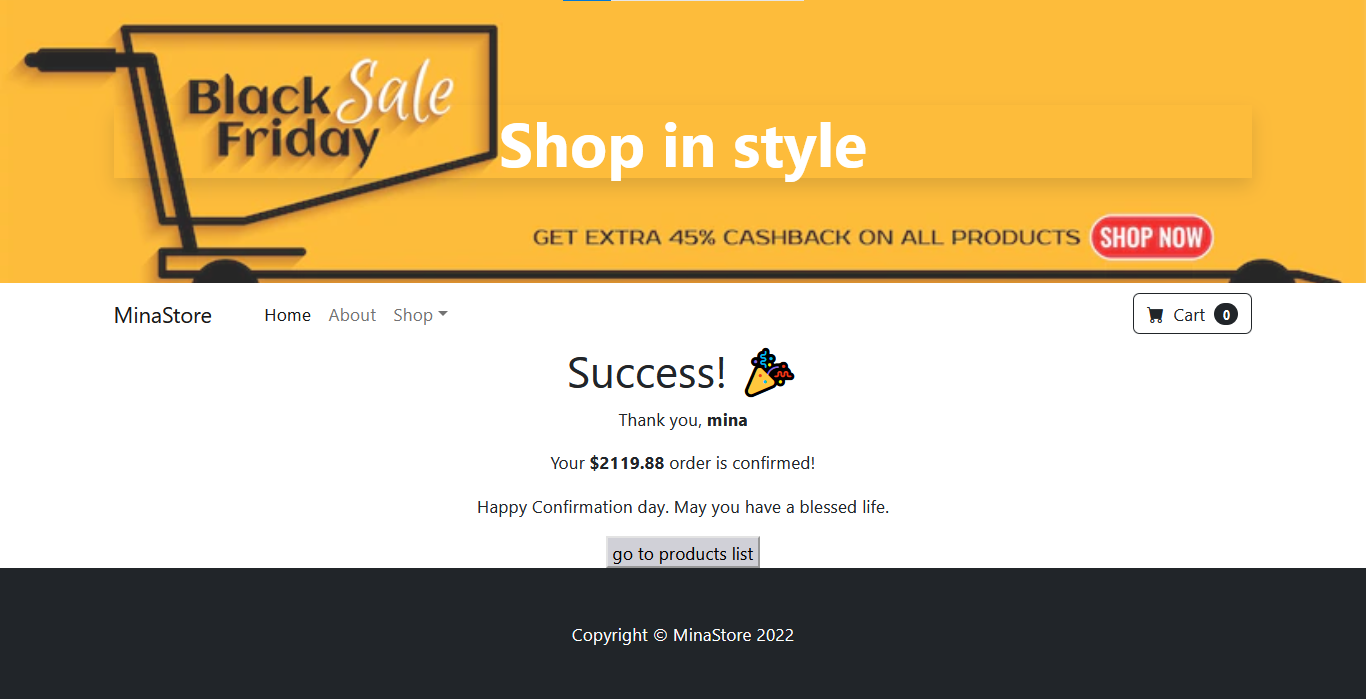 Black Sale
Friday
Shop in style
GET EXTRA 45% CASHBACK ON ALL PRODUCTS SHOP NOW
MinaStore Home About Shop Cart 0
Success! 🎉
Thank you, mina
Your $2119.88 order is confirmed!
Happy Confirmation day. May you have a blessed life.
go to products list
Copyright © MinaStore 2022